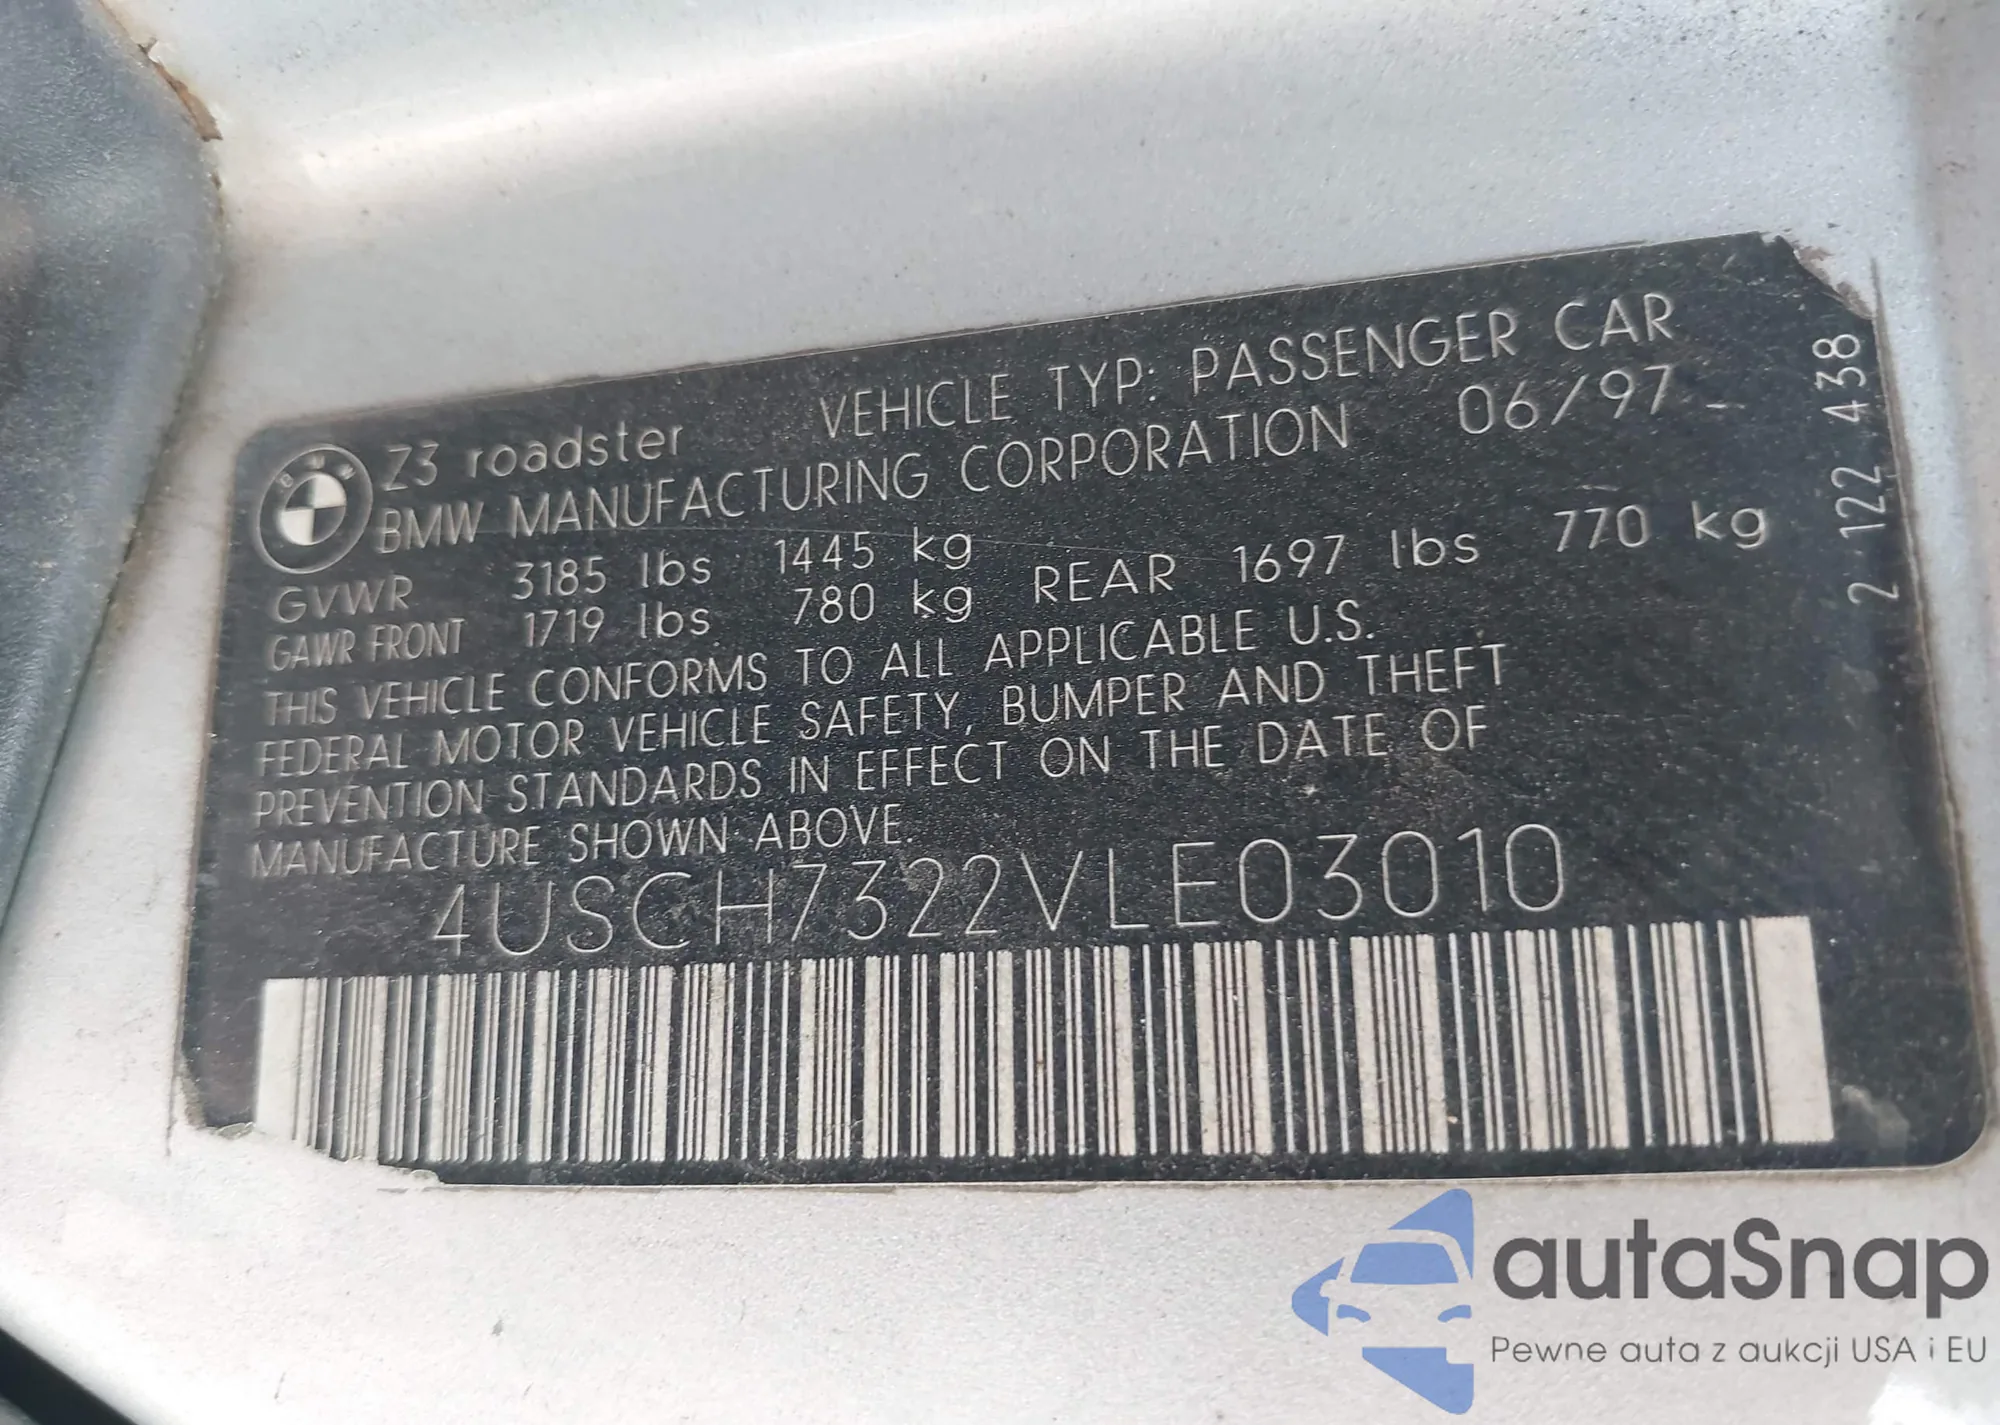 BMW
Z3 roadster VEHICLE TYP: PASSENGER CAR
BMW MANUFACTURING CORPORATION 06/97
GVWR 3185 lbs 1445 kg
GAWR FRONT 1719 lbs 780 kg REAR 1697 lbs 770 kg
THIS VEHICLE CONFORMS TO ALL APPLICABLE U.S.
FEDERAL MOTOR VEHICLE SAFETY, BUMPER AND THEFT
PREVENTION STANDARDS IN EFFECT ON THE DATE OF
MANUFACTURE SHOWN ABOVE.
4USCH7322VLE03010
2 122 438
autaSnap
Pewne auta z aukcji USA i EU